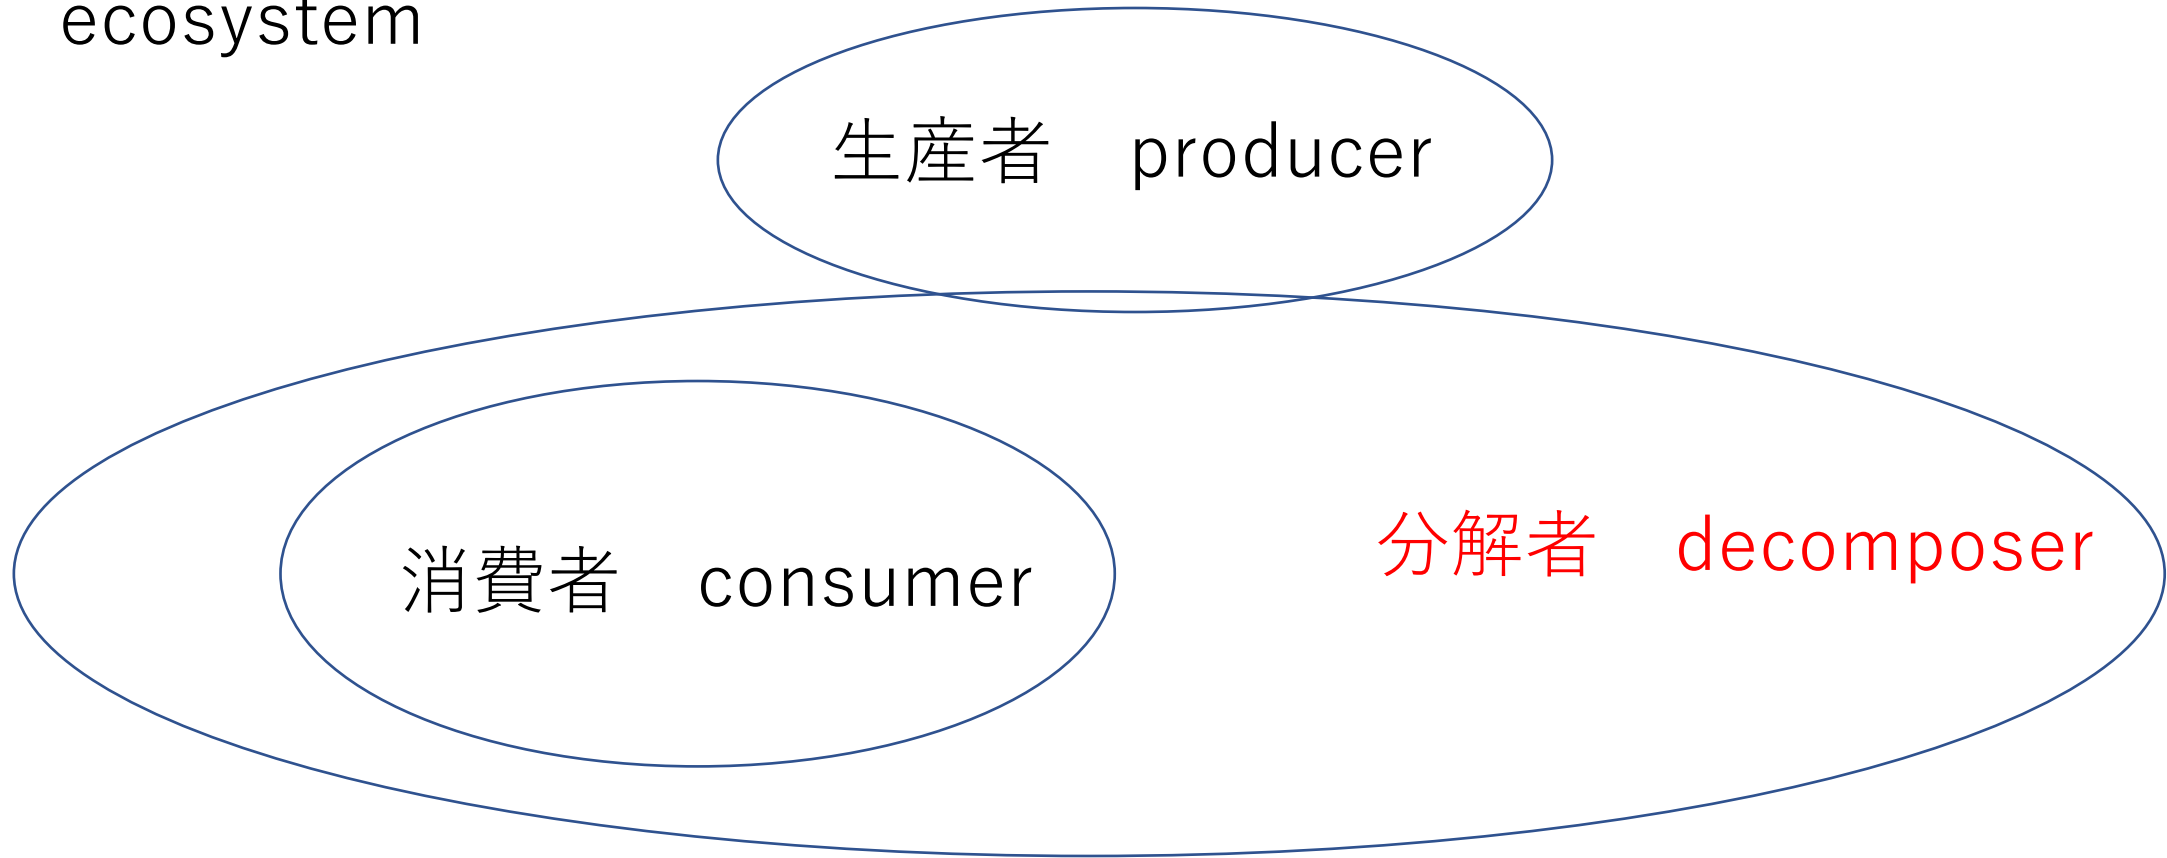 ecosystem
生産者　producer
消費者　consumer
分解者　decomposer